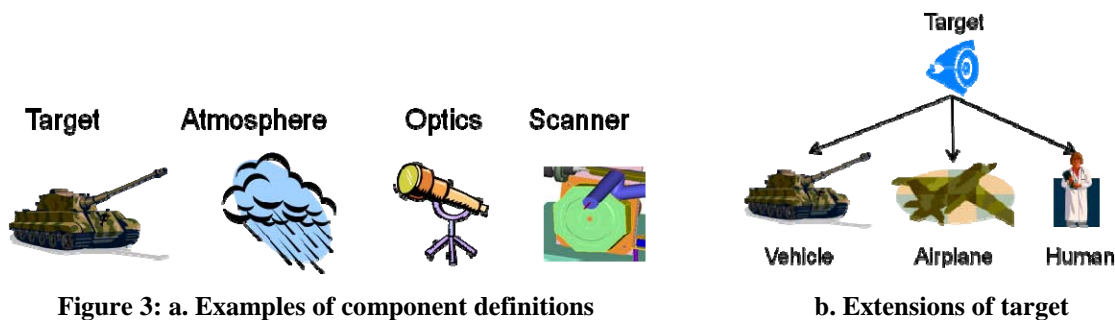 Target
Atmosphere
Optics
Scanner
Figure 3: a. Examples of component definitions
Target
Vehicle
Airplane
Human
b. Extensions of target